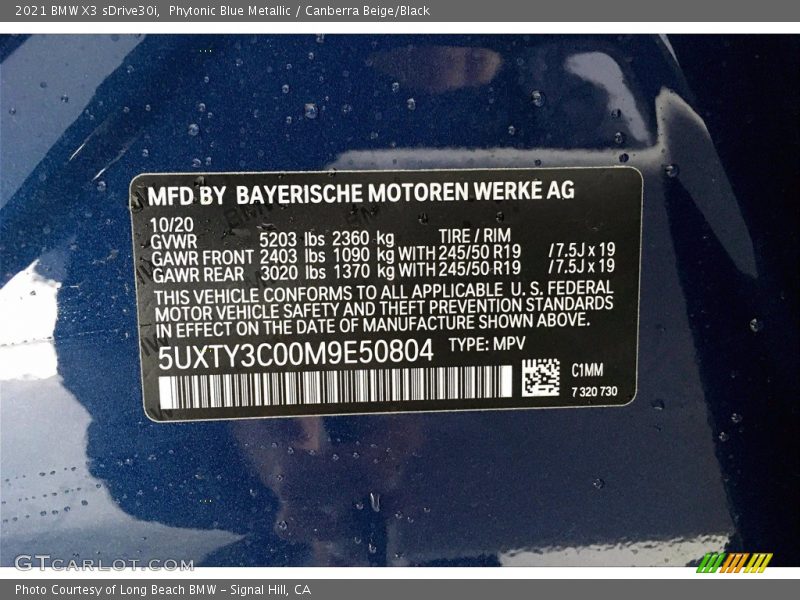 2021 BMW X3 sDrive30i,  Phytonic Blue Metallic / Canberra Beige/Black
MFD BY BAYERISCHE MOTOREN WERKE AG
10/20
GVWR 5203 lbs 2360 kg TIRE / RIM
GAWR FRONT 2403 lbs 1090 kg WITH 245/50 R19 /7.5J x 19
GAWR REAR 3020 lbs 1370 kg WITH 245/50 R19 /7.5J x 19
THIS VEHICLE CONFORMS TO ALL APPLICABLE U. S. FEDERAL
MOTOR VEHICLE SAFETY AND THEFT PREVENTION STANDARDS
IN EFFECT ON THE DATE OF MANUFACTURE SHOWN ABOVE.
5UXTY3C00M9E50804 TYPE: MPV
C1MM
7 320 730
GTCARLOT.COM
Photo Courtesy of Long Beach BMW - Signal Hill, CA